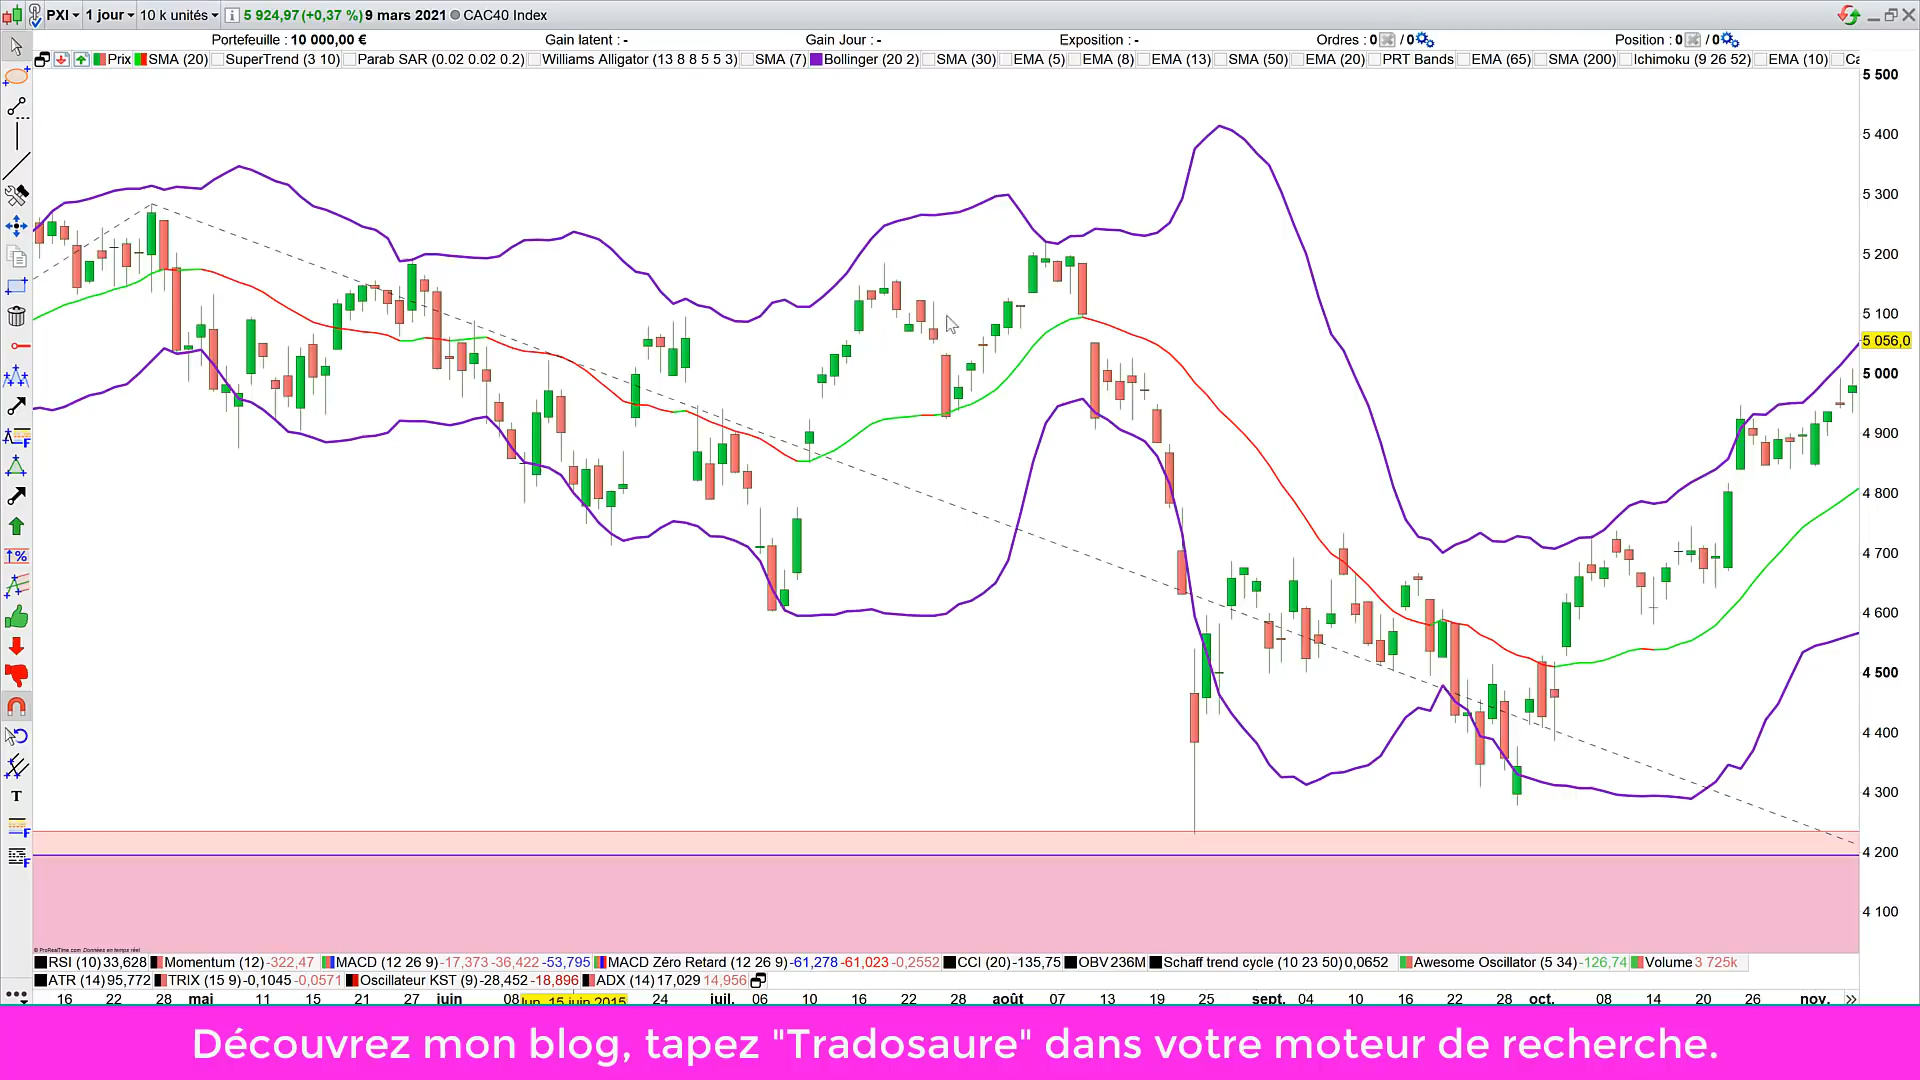 PXI 1 jour 10 k unités 5 924,97 (+0,37 %) 9 mars 2021 CAC40 Index
Portefeuille : 10 000,00 € Gain latent : - Gain Jour : - Exposition : - Ordres : 0 / 0 Position : 0 / 0
Prix SMA (20) SuperTrend (3 10) Parab SAR (0.02 0.02 0.2) Williams Alligator (13 8 8 5 5 3) SMA (7) Bollinger (20 2) SMA (30) EMA (5) EMA (8) EMA (13) SMA (50) EMA (20) PRT Bands EMA (65) SMA (200) Ichimoku (9 26 52) EMA (10) Ca
5 500
5 400
5 300
5 200
5 100
5 056,0
5 000
4 900
4 800
4 700
4 600
4 500
4 400
4 300
4 200
4 100
© ProRealTime.com Données en temps réel
RSI (10) 33,628 Momentum (12) -322,47 MACD (12 26 9) -17,373 -36,422 -53,795 MACD Zéro Retard (12 26 9) -61,278 -61,023 -0,2552 CCI (20) -135,75 OBV 236M Schaff trend cycle (10 23 50) 0,0652 Awesome Oscillator (5 34) -126,74 Volume 3 725k
ATR (14) 95,772 TRIX (15 9) -0,1045 -0,0571 Oscillateur KST (9) -28,452 -18,896 ADX (14) 17,029 14,956
16 22 28 mai 11 15 21 27 juin 08 lun. 15 juin 2015 24 juil. 06 10 16 22 28 août 07 13 19 25 sept. 04 10 16 22 28 oct. 08 14 20 26 nov. »
Découvrez mon blog, tapez "Tradosaure" dans votre moteur de recherche.